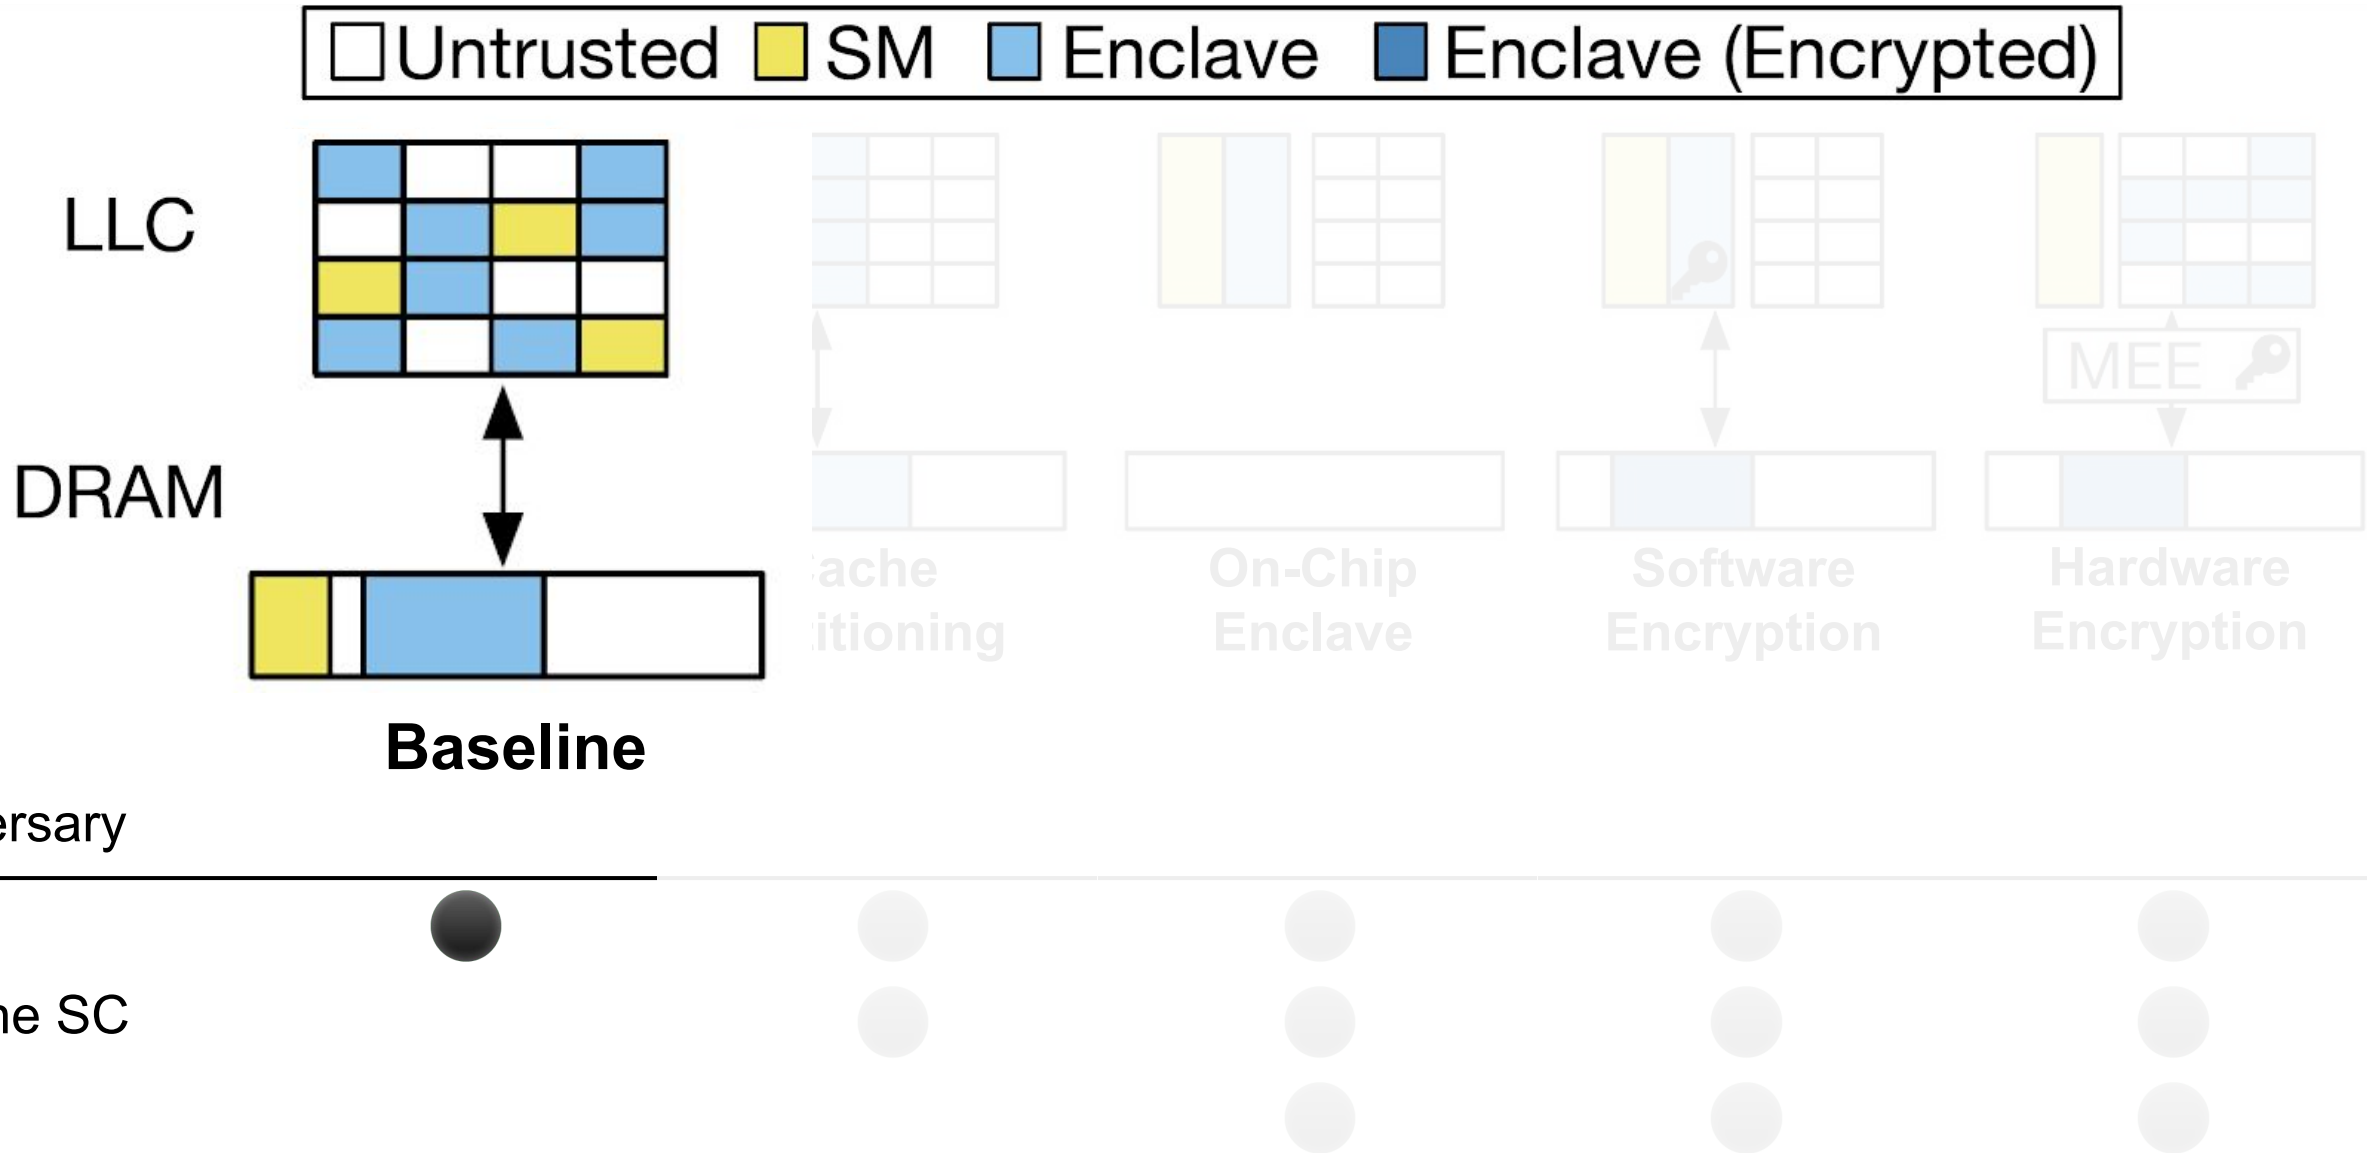 Untrusted SM Enclave Enclave (Encrypted)
LLC
MEE
DRAM
ache
itioning
On-Chip
Enclave
Software
Encryption
Hardware
Encryption
Baseline
ersary
ne SC